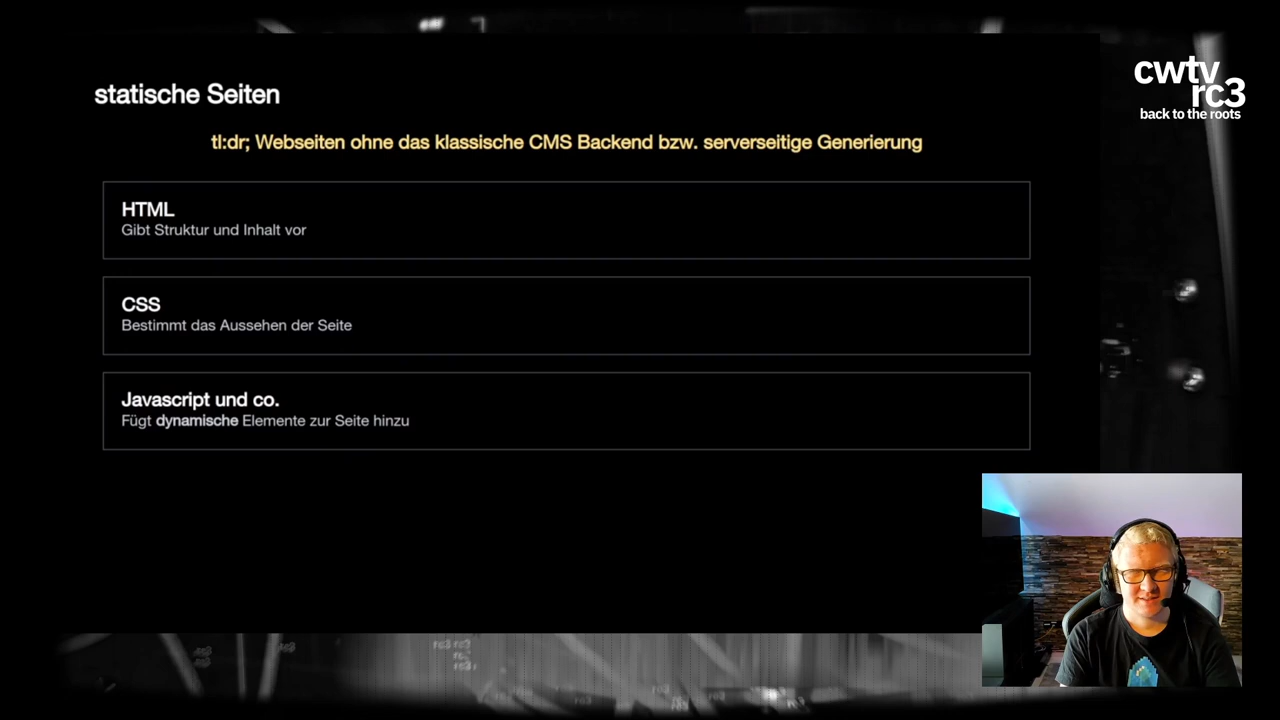 statische Seiten
tl:dr; Webseiten ohne das klassische CMS Backend bzw. serverseitige Generierung
HTML
Gibt Struktur und Inhalt vor
CSS
Bestimmt das Aussehen der Seite
Javascript und co.
Fügt dynamische Elemente zur Seite hinzu
cwtv
rc3
back to the roots
rc3 rc3